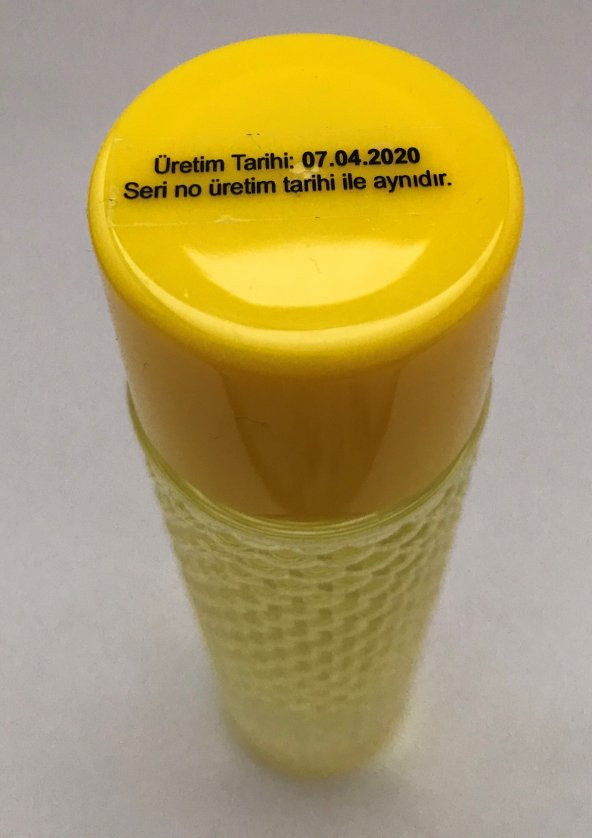 Üretim Tarihi: 07.04.2020
Seri no üretim tarihi ile aynıdır.